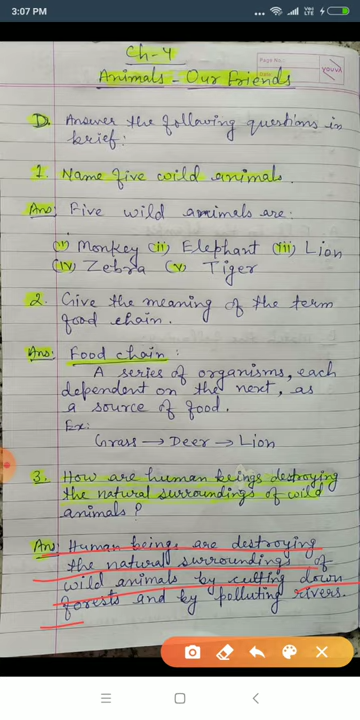 3:07 PM
Ch-4
Page No.
YOUVA
Animals - Our Friends
D. Answer the following questions in
brief:
1. Name five wild animals.
Ans: Five wild animals are:
(i) Monkey (ii) Elephant (iii) Lion
(iv) Zebra (v) Tiger
2. Give the meaning of the term
food chain.
Ans: Food chain:
A series of organisms, each
dependent on the next, as
a source of food.
Ex:
Grass → Deer → Lion
3. How are human beings destroying
the natural surroundings of wild
animals?
Ans: Human beings are destroying
the natural surroundings of
wild animals by cutting down
forests and by polluting rivers.